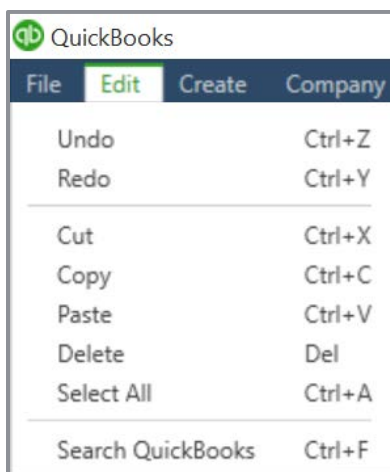 qb QuickBooks
File Edit Create Company
Undo Ctrl+Z
Redo Ctrl+Y
Cut Ctrl+X
Copy Ctrl+C
Paste Ctrl+V
Delete Del
Select All Ctrl+A
Search QuickBooks Ctrl+F